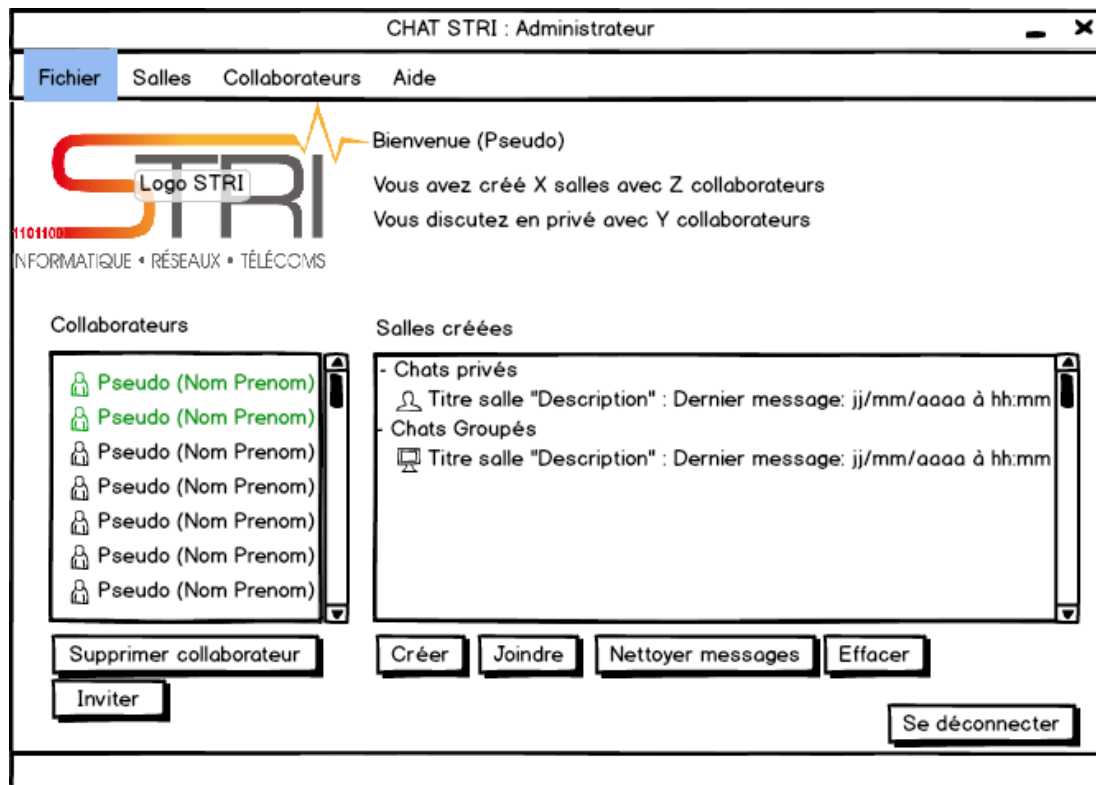 CHAT STRI : Administrateur
Fichier Salles Collaborateurs Aide
Bienvenue (Pseudo)
Vous avez créé X salles avec Z collaborateurs
Vous discutez en privé avec Y collaborateurs
STRI
Logo STRI
1101100
NFORMATIQUE • RÉSEAUX • TÉLÉCOMS
Collaborateurs
Pseudo (Nom Prenom)
Pseudo (Nom Prenom)
Pseudo (Nom Prenom)
Pseudo (Nom Prenom)
Pseudo (Nom Prenom)
Pseudo (Nom Prenom)
Pseudo (Nom Prenom)
Supprimer collaborateur
Inviter
Salles créées
- Chats privés
Titre salle "Description" : Dernier message: jj/mm/aaaa à hh:mm
- Chats Groupés
Titre salle "Description" : Dernier message: jj/mm/aaaa à hh:mm
Créer Joindre Nettoyer messages Effacer
Se déconnecter